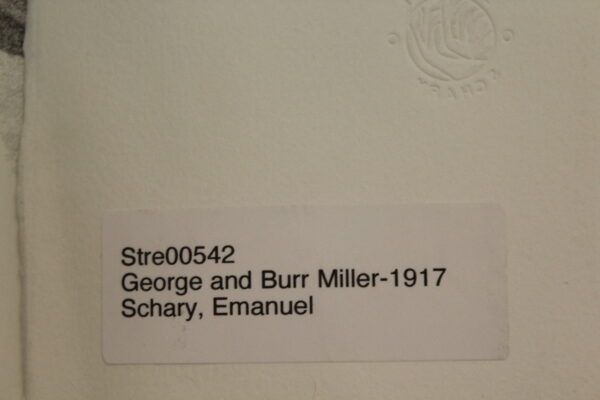 Stre00542
George and Burr Miller-1917
Schary, Emanuel